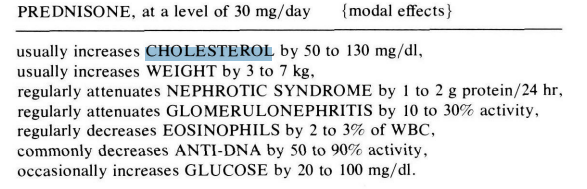 PREDNISONE, at a level of 30 mg/day {modal effects}
usually increases CHOLESTEROL by 50 to 130 mg/dl,
usually increases WEIGHT by 3 to 7 kg,
regularly attenuates NEPHROTIC SYNDROME by 1 to 2 g protein/24 hr,
regularly attenuates GLOMERULONEPHRITIS by 10 to 30% activity,
regularly decreases EOSINOPHILS by 2 to 3% of WBC,
commonly decreases ANTI-DNA by 50 to 90% activity,
occasionally increases GLUCOSE by 20 to 100 mg/dl.